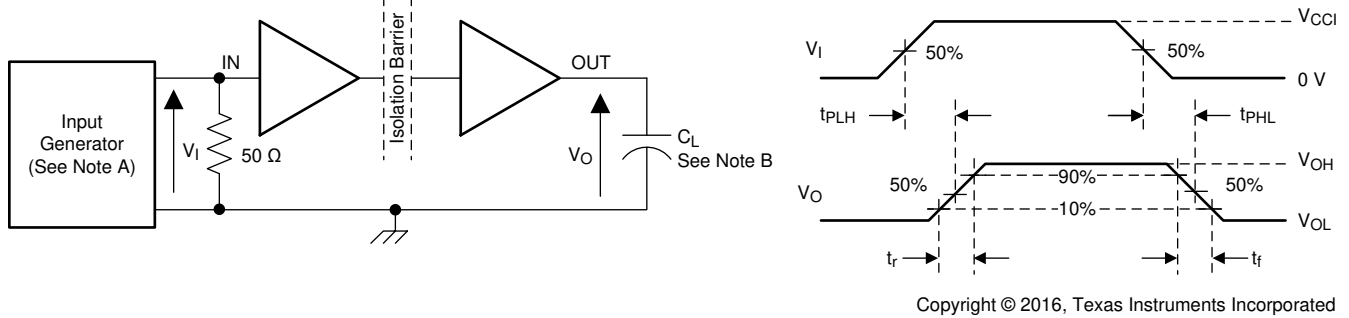 Input
Generator
(See Note A)
IN
V_I
50 Ω
Isolation Barrier
OUT
V_O
C_L
See Note B
V_I
50%
50%
V_CCI
0 V
t_PLH
t_PHL
V_O
50%
90%
50%
10%
V_OH
V_OL
t_r
t_f
Copyright © 2016, Texas Instruments Incorporated